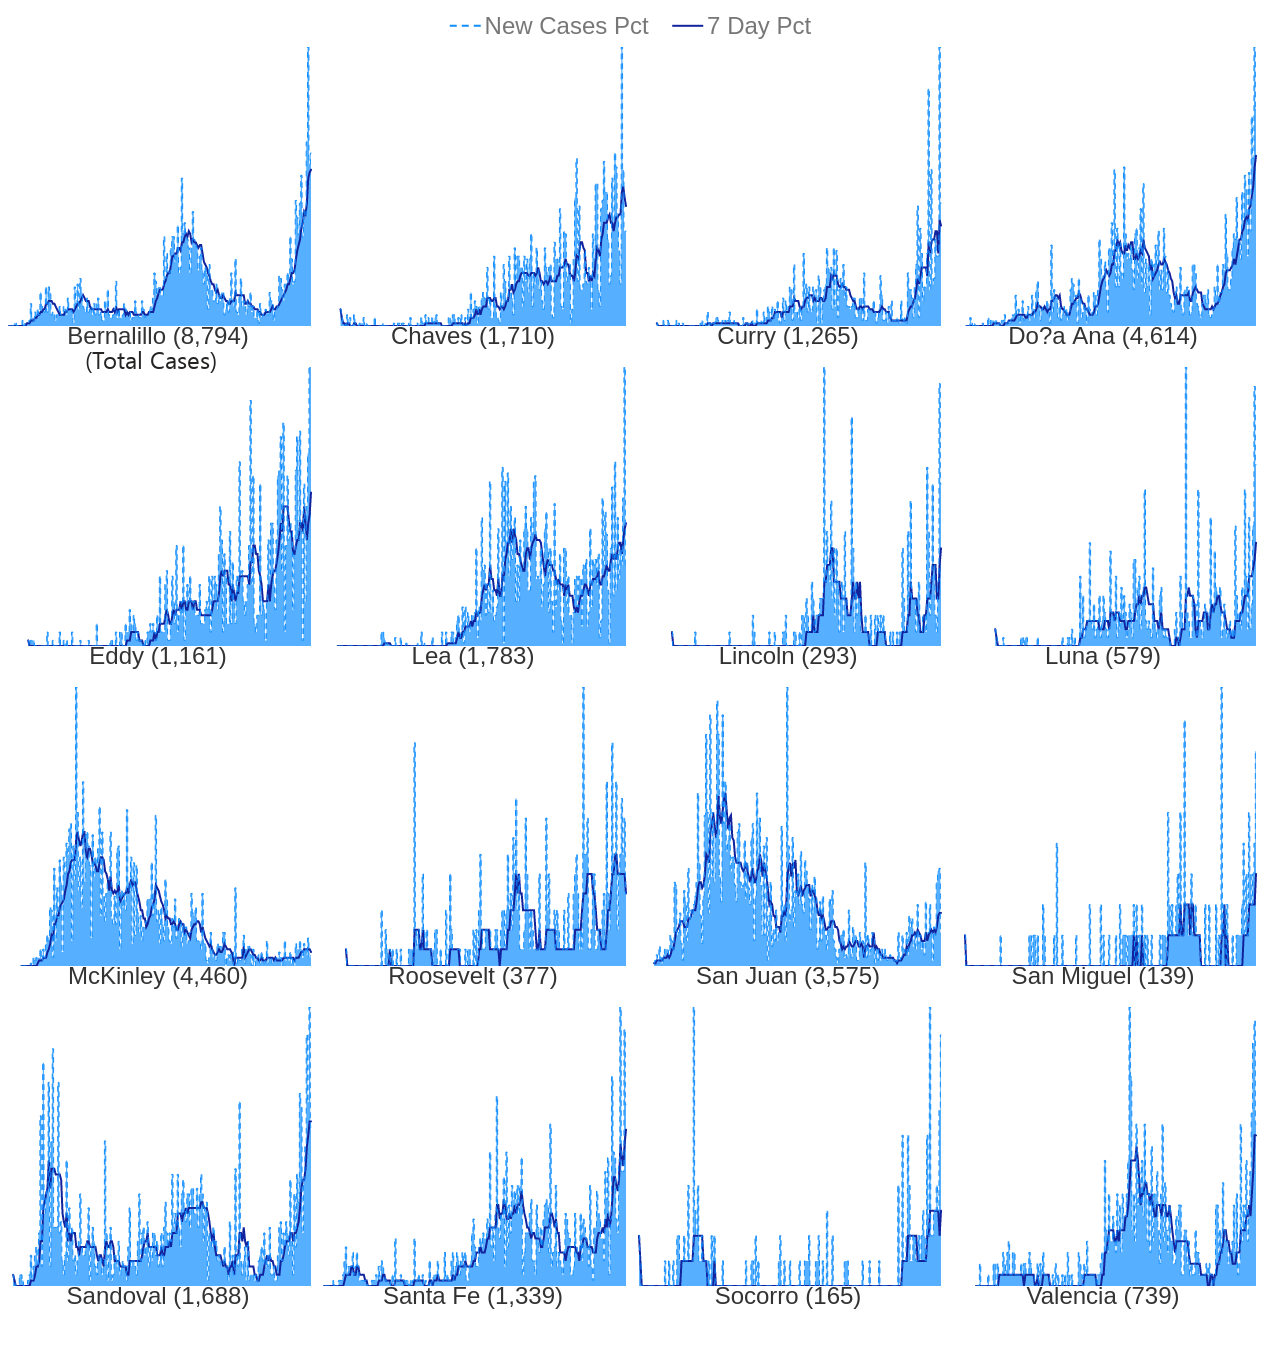 New Cases Pct 7 Day Pct
Bernalillo (8,794) Chaves (1,710) Curry (1,265) Do?a Ana (4,614)
(Total Cases)
Eddy (1,161) Lea (1,783) Lincoln (293) Luna (579)
McKinley (4,460) Roosevelt (377) San Juan (3,575) San Miguel (139)
Sandoval (1,688) Santa Fe (1,339) Socorro (165) Valencia (739)